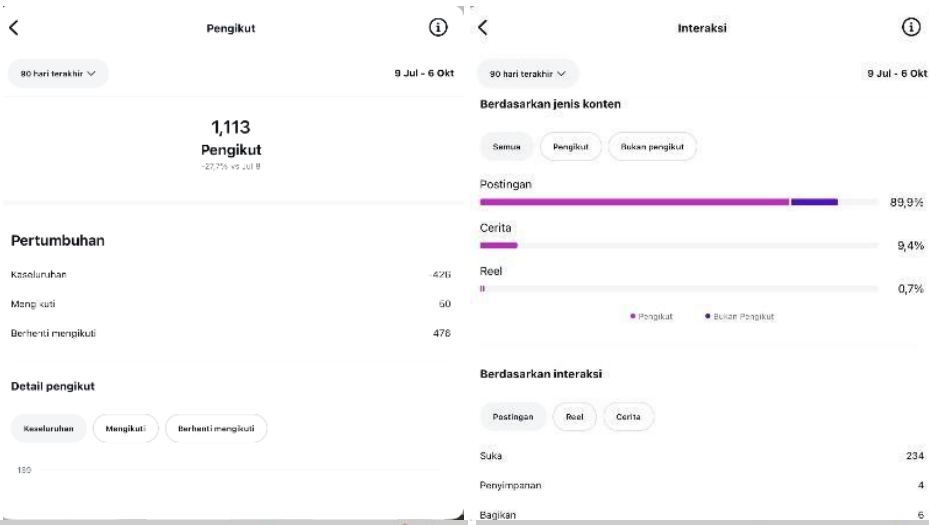 Pengikut
90 hari terakhir
9 Jul - 6 Okt
1,113
Pengikut
-27,7% vs Jul 8
Pertumbuhan
Keseluruhan -426
Mengikuti 50
Berhenti mengikuti 476
Detail pengikut
Keseluruhan Mengikuti Berhenti mengikuti
Interaksi
90 hari terakhir
9 Jul - 6 Okt
Berdasarkan jenis konten
Semua Pengikut Bukan pengikut
Postingan
89,9%
Cerita
9,4%
Reel
0,7%
Pengikut Bukan Pengikut
Berdasarkan interaksi
Postingan Reel Cerita
Suka 234
Penyimpanan 4
Bagikan 6